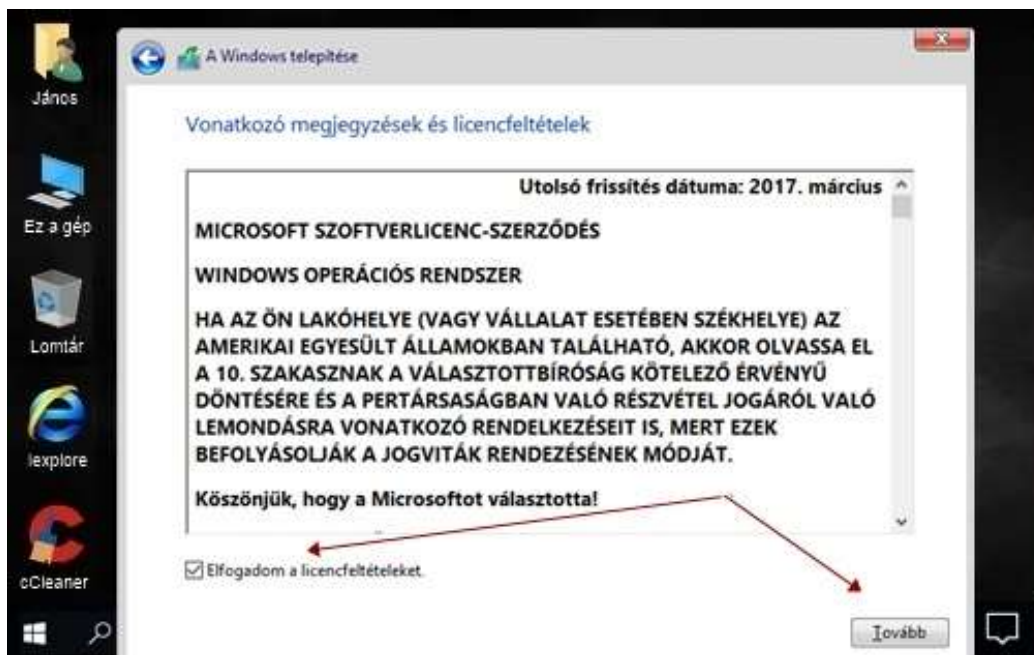 János
Ez a gép
Lomtár
Iexplore
cCleaner
A Windows telepítése
Vonatkozó megjegyzések és licencfeltételek
Utolsó frissítés dátuma: 2017. március
MICROSOFT SZOFTVERLICENC-SZERZŐDÉS
WINDOWS OPERÁCIÓS RENDSZER
HA AZ ÖN LAKÓHELYE (VAGY VÁLLALAT ESETÉBEN SZÉKHELYE) AZ
AMERIKAI EGYESÜLT ÁLLAMOKBAN TALÁLHATÓ, AKKOR OLVASSA EL
A 10. SZAKASZNAK A VÁLASZTOTTBÍRÓSÁG KÖTELEZŐ ÉRVÉNYŰ
DÖNTÉSÉRE ÉS A PERTÁRSASÁGBAN VALÓ RÉSZVÉTEL JOGÁRÓL VALÓ
LEMONDÁSRA VONATKOZÓ RENDELKEZÉSEIT IS, MERT EZEK
BEFOLYÁSOLJÁK A JOGVITÁK RENDEZÉSÉNEK MÓDJÁT.
Köszönjük, hogy a Microsoftot választotta!
Elfogadom a licencfeltételeket.
Tovább